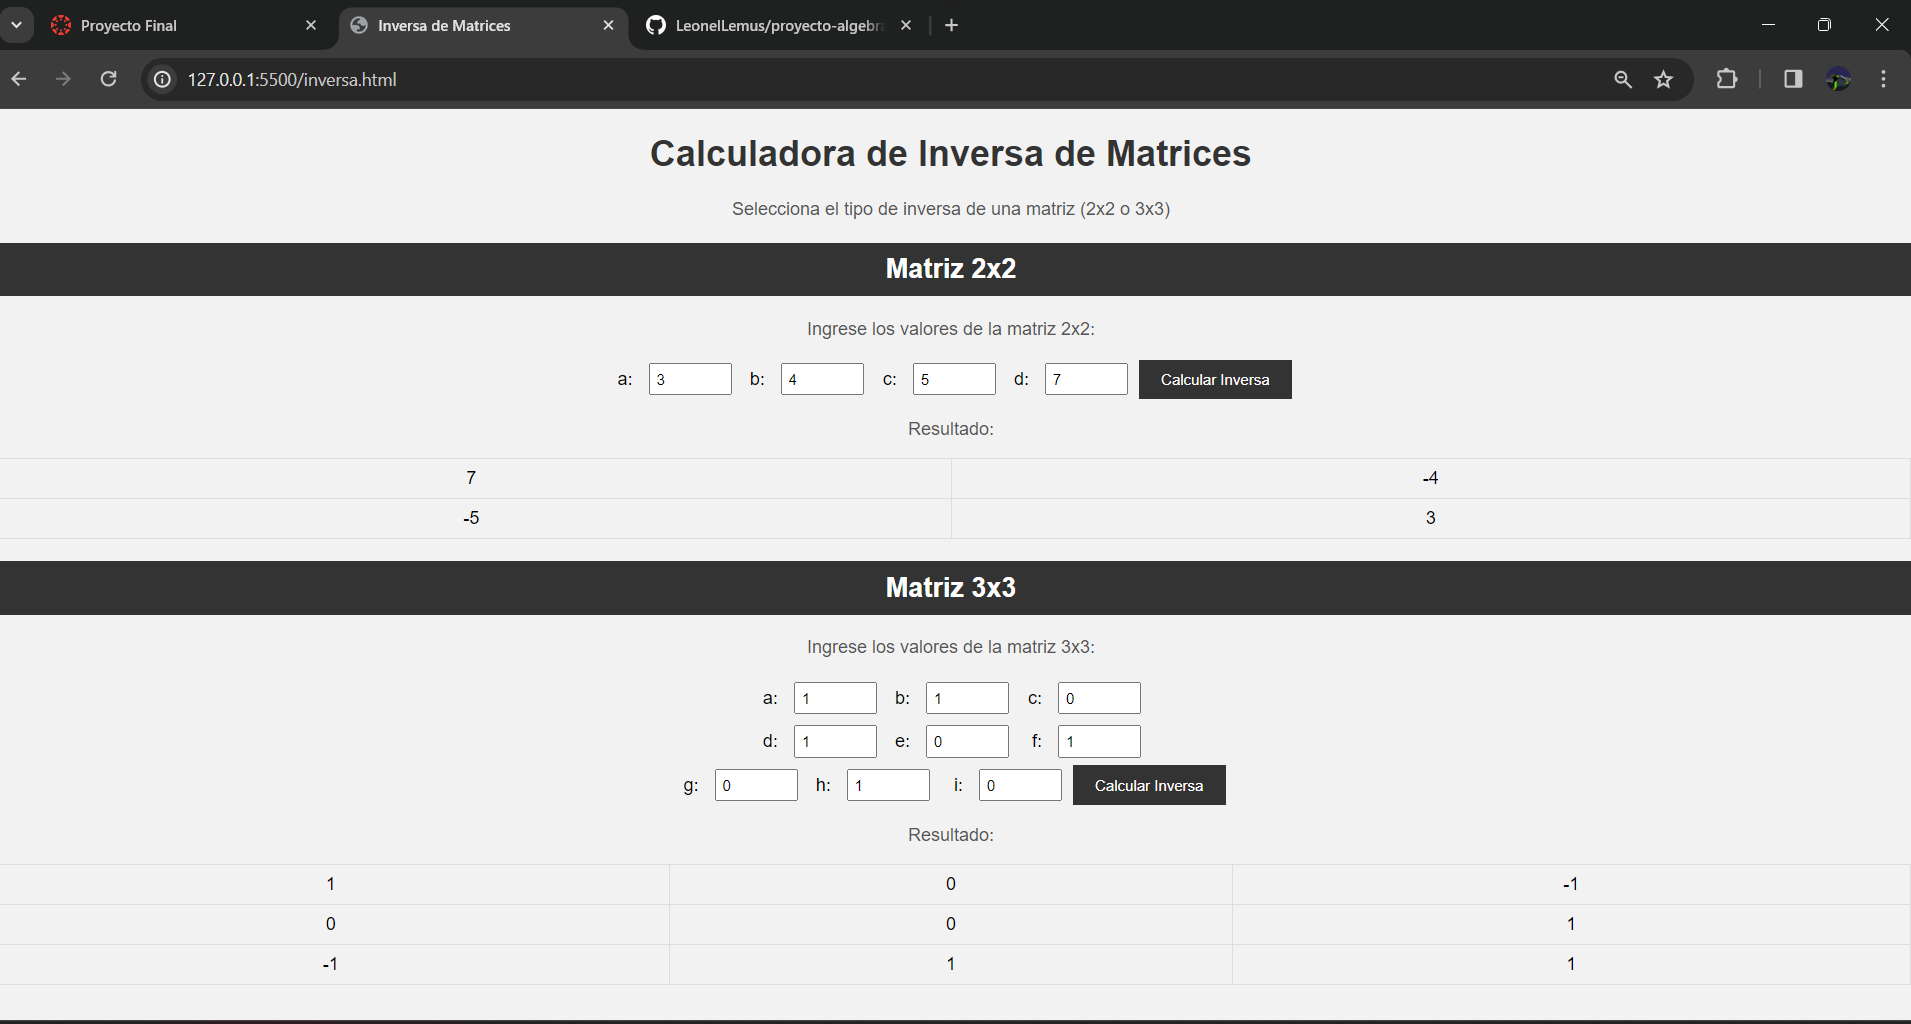 Proyecto Final
Inversa de Matrices
LeonelLemus/proyecto-algebra
127.0.0.1:5500/inversa.html
Calculadora de Inversa de Matrices
Selecciona el tipo de inversa de una matriz (2x2 o 3x3)
Matriz 2x2
Ingrese los valores de la matriz 2x2:
a: 3 b: 4 c: 5 d: 7 Calcular Inversa
Resultado:
7 -4
-5 3
Matriz 3x3
Ingrese los valores de la matriz 3x3:
a: 1 b: 1 c: 0
d: 1 e: 0 f: 1
g: 0 h: 1 i: 0 Calcular Inversa
Resultado:
1 0 -1
0 0 1
-1 1 1